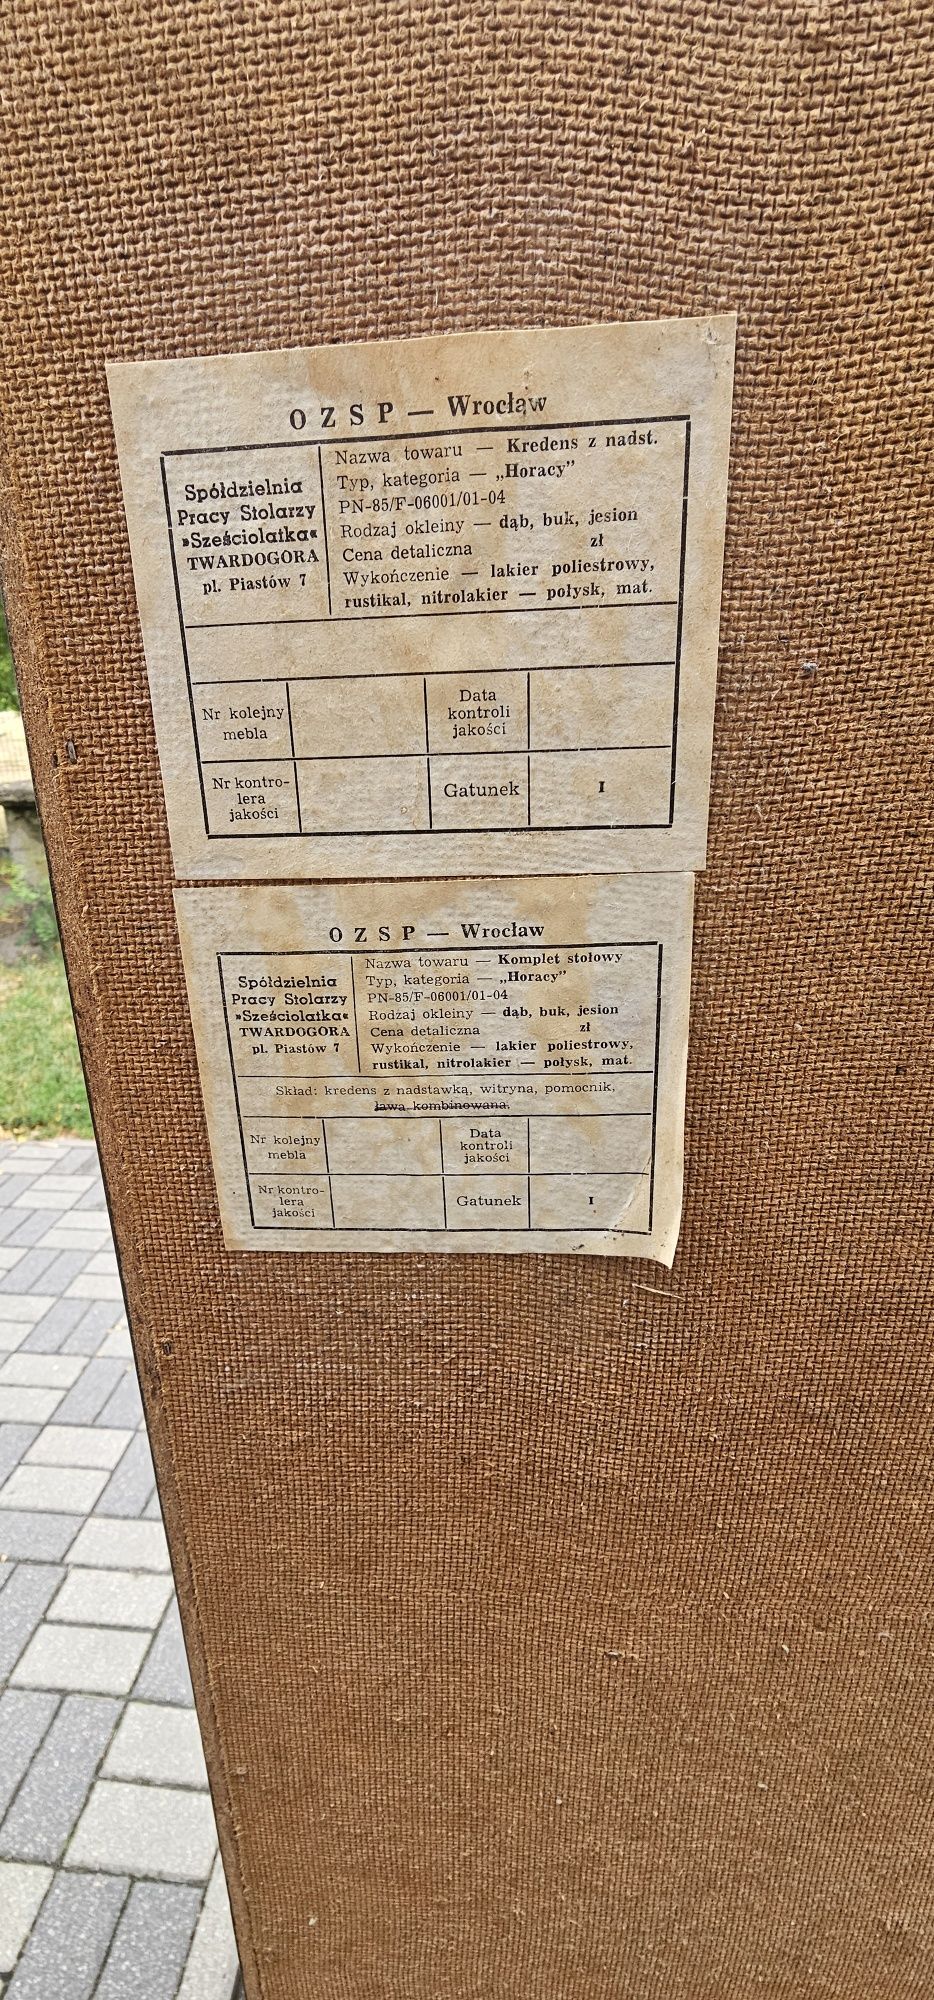 OZSP — Wrocław
Spółdzielnia
Pracy Stolarzy
»Sześciolatka«
TWARDOGÓRA
pl. Piastów 7
Nazwa towaru — Kredens z nadst.
Typ, kategoria — „Horacy”
PN-85/F-06001/01-04
Rodzaj okleiny — dąb, buk, jesion
Cena detaliczna zł
Wykończenie — lakier poliestrowy,
rustikal, nitrolakier — połysk, mat.
Nr kolejny
mebla
Data
kontroli
jakości
Nr kontro-
lera
jakości
Gatunek
I
OZSP — Wrocław
Spółdzielnia
Pracy Stolarzy
»Sześciolatka«
TWARDOGORA
pl. Piastów 7
Nazwa towaru — Komplet stołowy
Typ, kategoria — „Horacy”
PN-85/F-06001/01-04
Rodzaj okleiny — dąb, buk, jesion
Cena detaliczna zł
Wykończenie — lakier poliestrowy,
rustikal, nitrolakier — połysk, mat.
Skład: kredens z nadstawką, witryna, pomocnik,
ława kombinowana.
Nr kolejny
mebla
Data
kontroli
jakości
Nr kontro-
lera
jakości
Gatunek
I